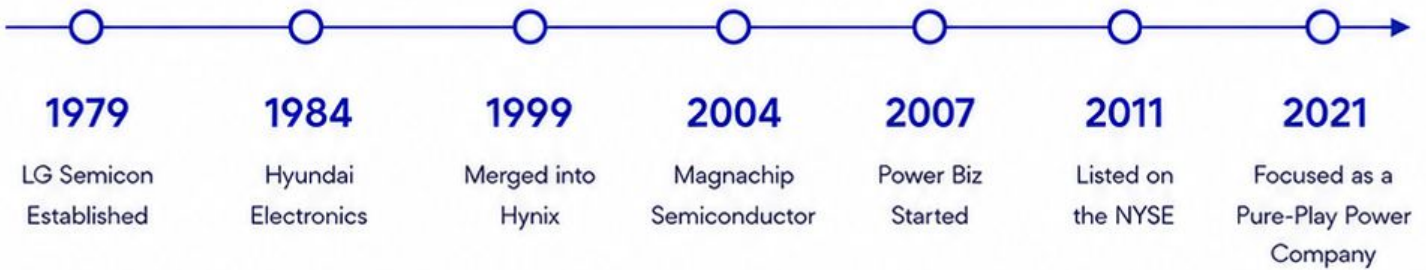 1979
LG Semicon
Established
1984
Hyundai
Electronics
1999
Merged into
Hynix
2004
Magnachip
Semiconductor
2007
Power Biz
Started
2011
Listed on
the NYSE
2021
Focused as a
Pure-Play Power
Company